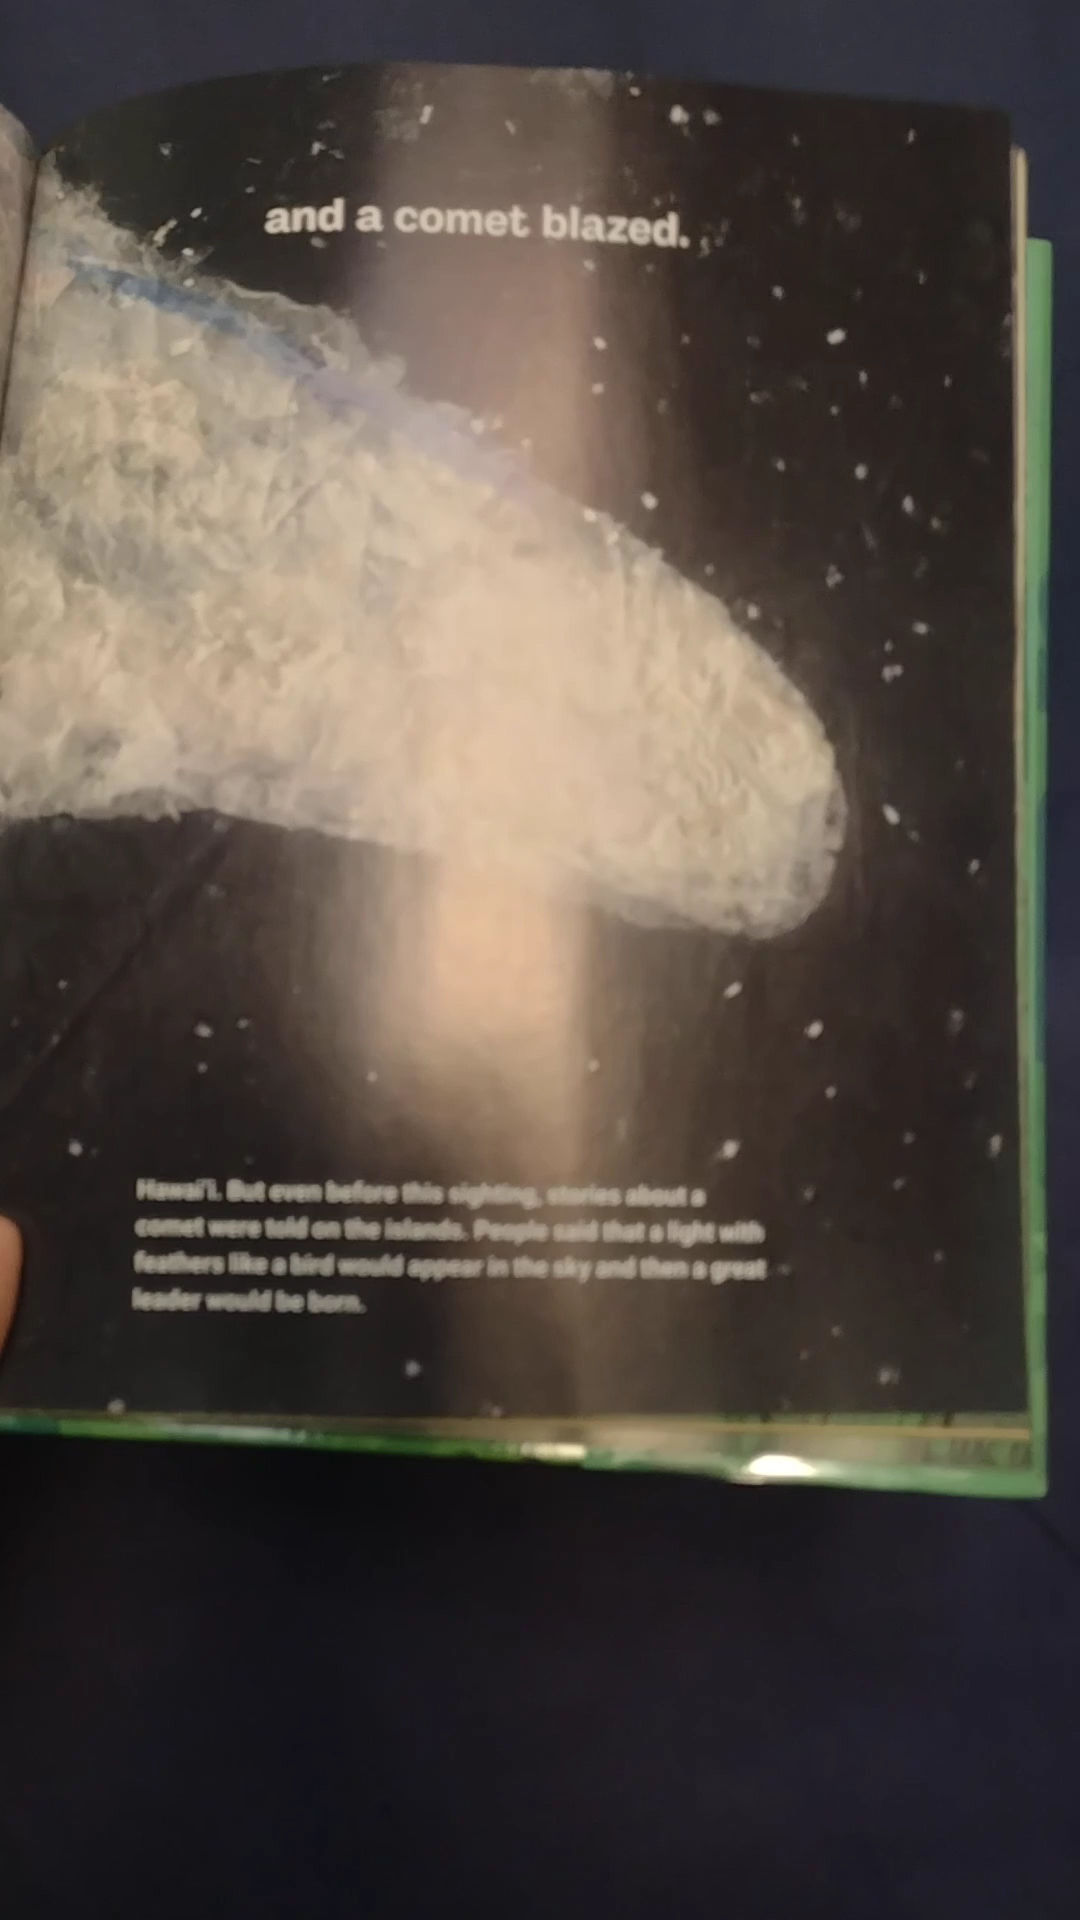 and a comet blazed.
Hawai'i. But even before this sighting, stories about a
comet were told on the islands. People said that a light with
feathers like a bird would appear in the sky and then a great
leader would be born.